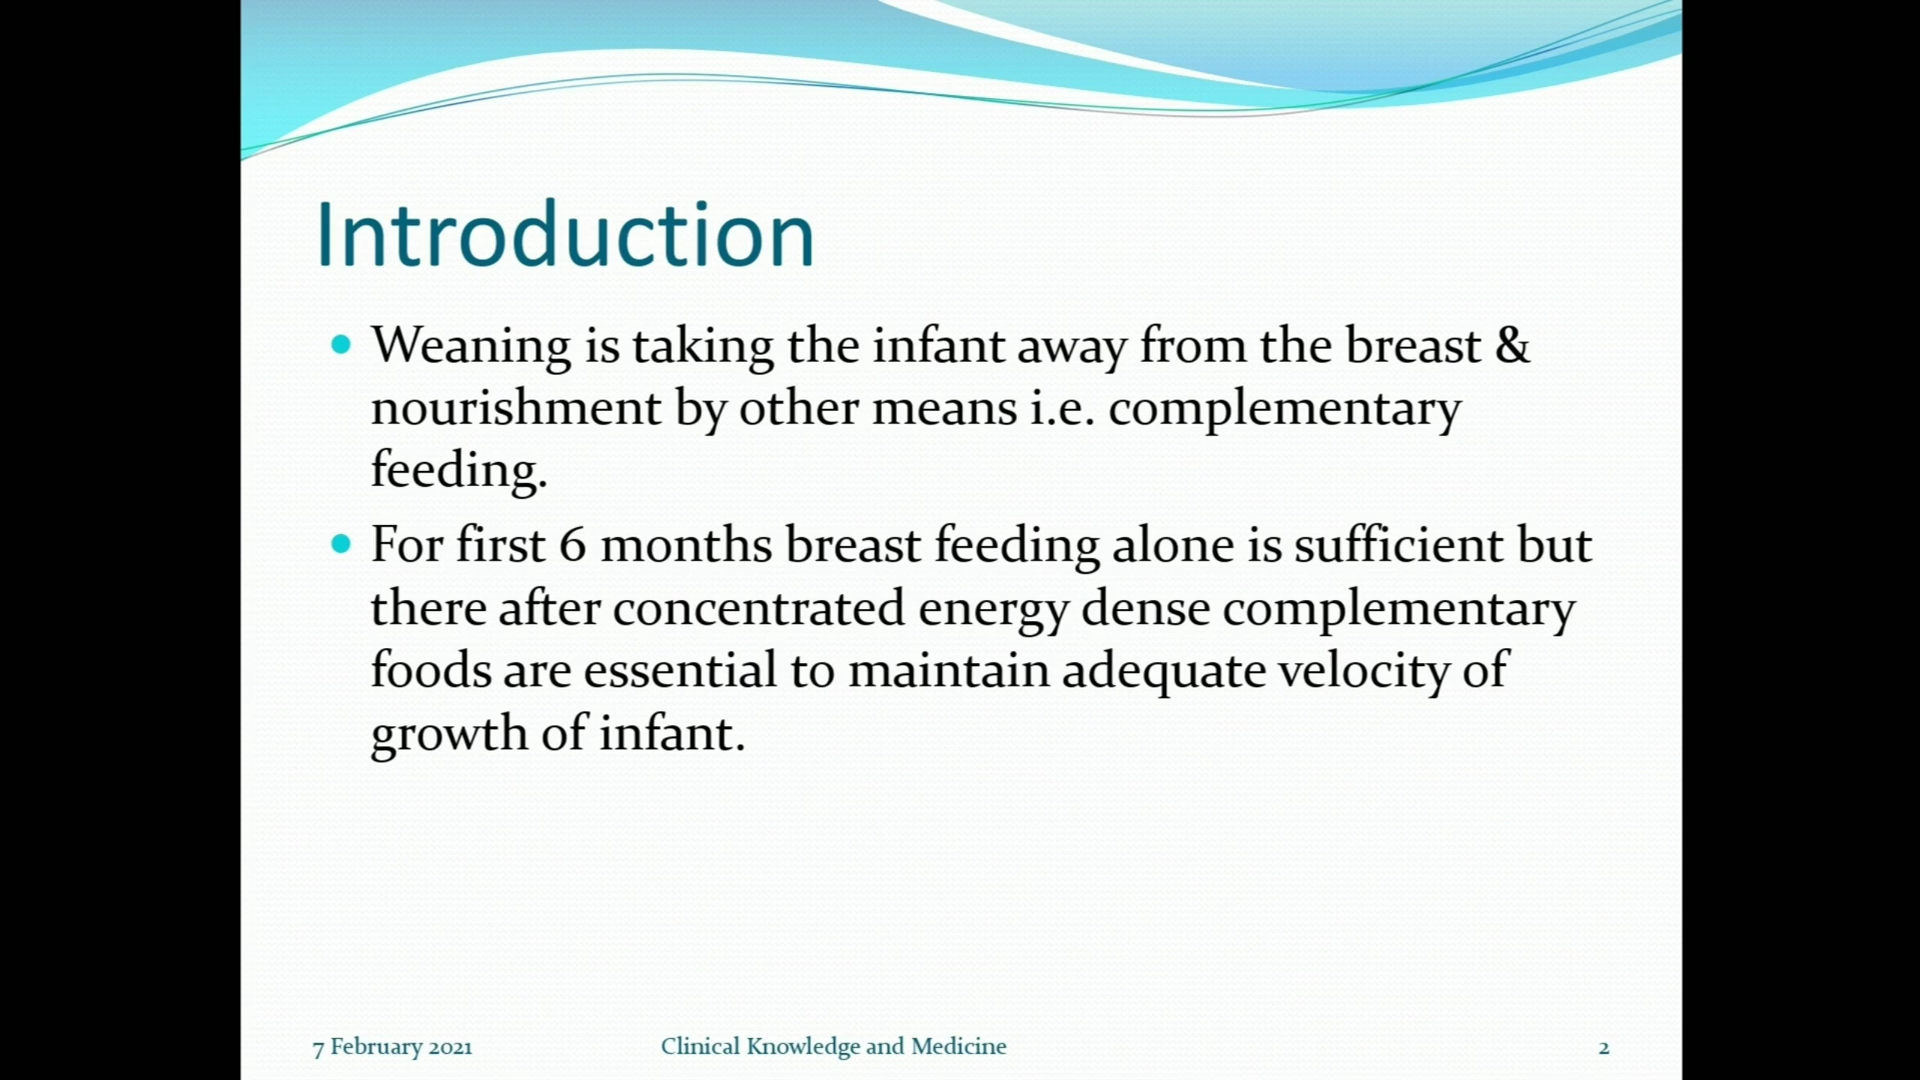 Introduction
Weaning is taking the infant away from the breast &
nourishment by other means i.e. complementary
feeding.
For first 6 months breast feeding alone is sufficient but
there after concentrated energy dense complementary
foods are essential to maintain adequate velocity of
growth of infant.
7 February 2021
Clinical Knowledge and Medicine
2